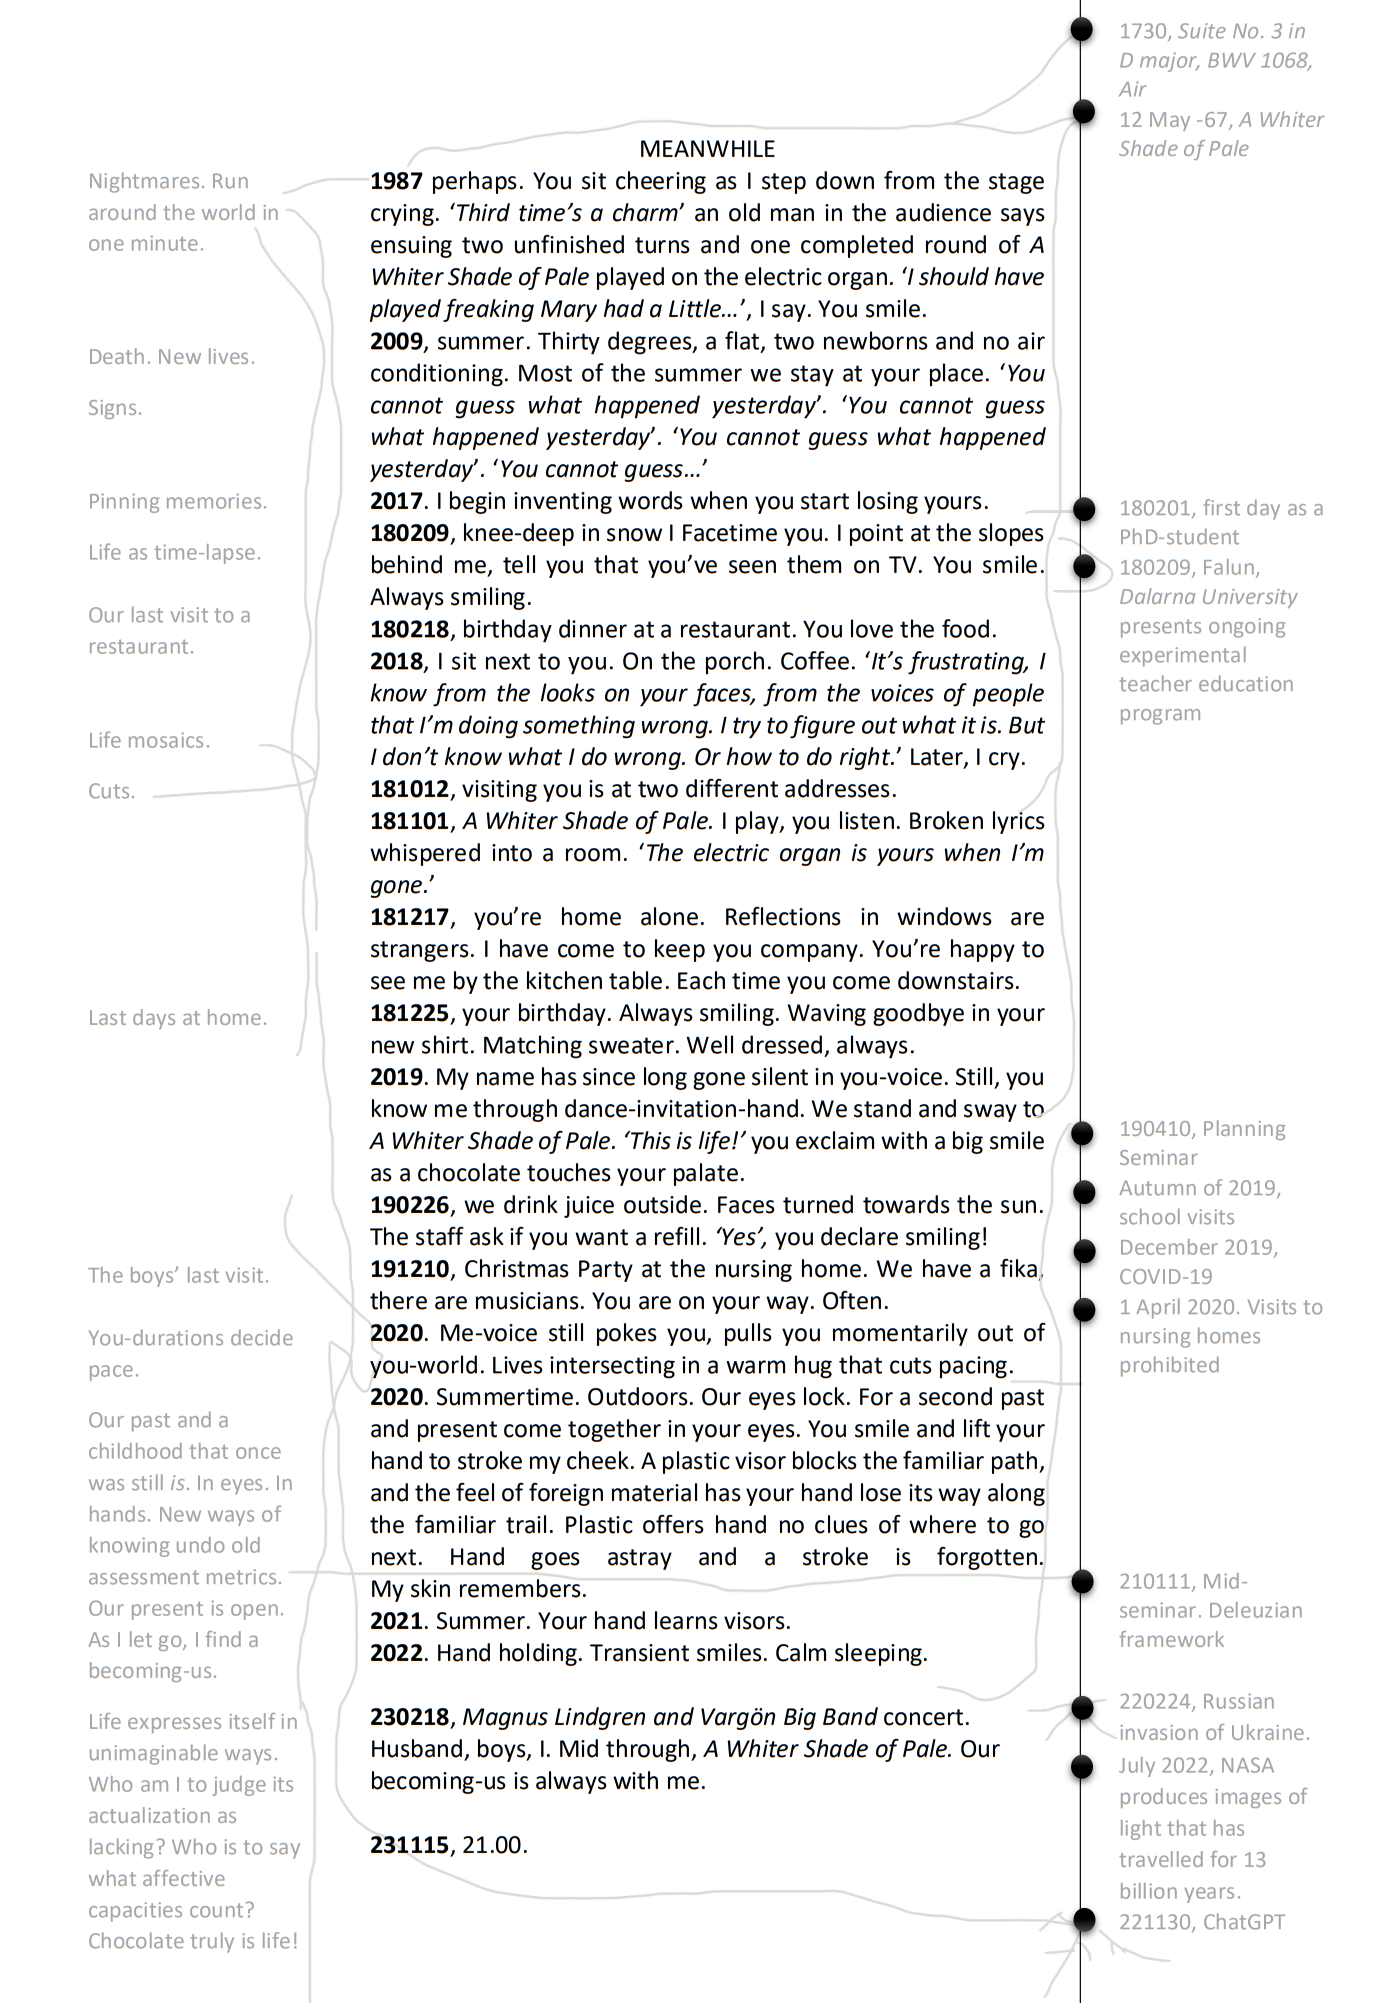 MEANWHILE
1987 perhaps. You sit cheering as I step down from the stage
crying. ‘Third time’s a charm’ an old man in the audience says
ensuing two unfinished turns and one completed round of A
Whiter Shade of Pale played on the electric organ. ‘I should have
played freaking Mary had a Little...’, I say. You smile.
2009, summer. Thirty degrees, a flat, two newborns and no air
conditioning. Most of the summer we stay at your place. ‘You
cannot guess what happened yesterday’. ‘You cannot guess
what happened yesterday’. ‘You cannot guess what happened
yesterday’. ‘You cannot guess...’
2017. I begin inventing words when you start losing yours.
180209, knee-deep in snow I Facetime you. I point at the slopes
behind me, tell you that you’ve seen them on TV. You smile.
Always smiling.
180218, birthday dinner at a restaurant. You love the food.
2018, I sit next to you. On the porch. Coffee. ‘It’s frustrating, I
know from the looks on your faces, from the voices of people
that I’m doing something wrong. I try to figure out what it is. But
I don’t know what I do wrong. Or how to do right.’ Later, I cry.
181012, visiting you is at two different addresses.
181101, A Whiter Shade of Pale. I play, you listen. Broken lyrics
whispered into a room. ‘The electric organ is yours when I’m
gone.’
181217, you’re home alone. Reflections in windows are
strangers. I have come to keep you company. You’re happy to
see me by the kitchen table. Each time you come downstairs.
181225, your birthday. Always smiling. Waving goodbye in your
new shirt. Matching sweater. Well dressed, always.
2019. My name has since long gone silent in you-voice. Still, you
know me through dance-invitation-hand. We stand and sway to
A Whiter Shade of Pale. ‘This is life!’ you exclaim with a big smile
as a chocolate touches your palate.
190226, we drink juice outside. Faces turned towards the sun.
The staff ask if you want a refill. ‘Yes’, you declare smiling!
191210, Christmas Party at the nursing home. We have a fika,
there are musicians. You are on your way. Often.
2020. Me-voice still pokes you, pulls you momentarily out of
you-world. Lives intersecting in a warm hug that cuts pacing.
2020. Summertime. Outdoors. Our eyes lock. For a second past
and present come together in your eyes. You smile and lift your
hand to stroke my cheek. A plastic visor blocks the familiar path,
and the feel of foreign material has your hand lose its way along
the familiar trail. Plastic offers hand no clues of where to go
next. Hand goes astray and a stroke is forgotten.
My skin remembers.
2021. Summer. Your hand learns visors.
2022. Hand holding. Transient smiles. Calm sleeping.
230218, Magnus Lindgren and Vargön Big Band concert.
Husband, boys, I. Mid through, A Whiter Shade of Pale. Our
becoming-us is always with me.
231115, 21.00.
Nightmares. Run
around the world in
one minute.
Death. New lives.
Signs.
Pinning memories.
Life as time-lapse.
Our last visit to a
restaurant.
Life mosaics.
Cuts.
Last days at home.
The boys’ last visit.
You-durations decide
pace.
Our past and a
childhood that once
was still is. In eyes. In
hands. New ways of
knowing undo old
assessment metrics.
Our present is open.
As I let go, I find a
becoming-us.
Life expresses itself in
unimaginable ways.
Who am I to judge its
actualization as
lacking? Who is to say
what affective
capacities count?
Chocolate truly is life!
1730, Suite No. 3 in
D major, BWV 1068,
Air
12 May -67, A Whiter
Shade of Pale
180201, first day as a
PhD-student
180209, Falun,
Dalarna University
presents ongoing
experimental
teacher education
program
190410, Planning
Seminar
Autumn of 2019,
school visits
December 2019,
COVID-19
1 April 2020. Visits to
nursing homes
prohibited
210111, Mid-
seminar. Deleuzian
framework
220224, Russian
invasion of Ukraine.
July 2022, NASA
produces images of
light that has
travelled for 13
billion years.
221130, ChatGPT